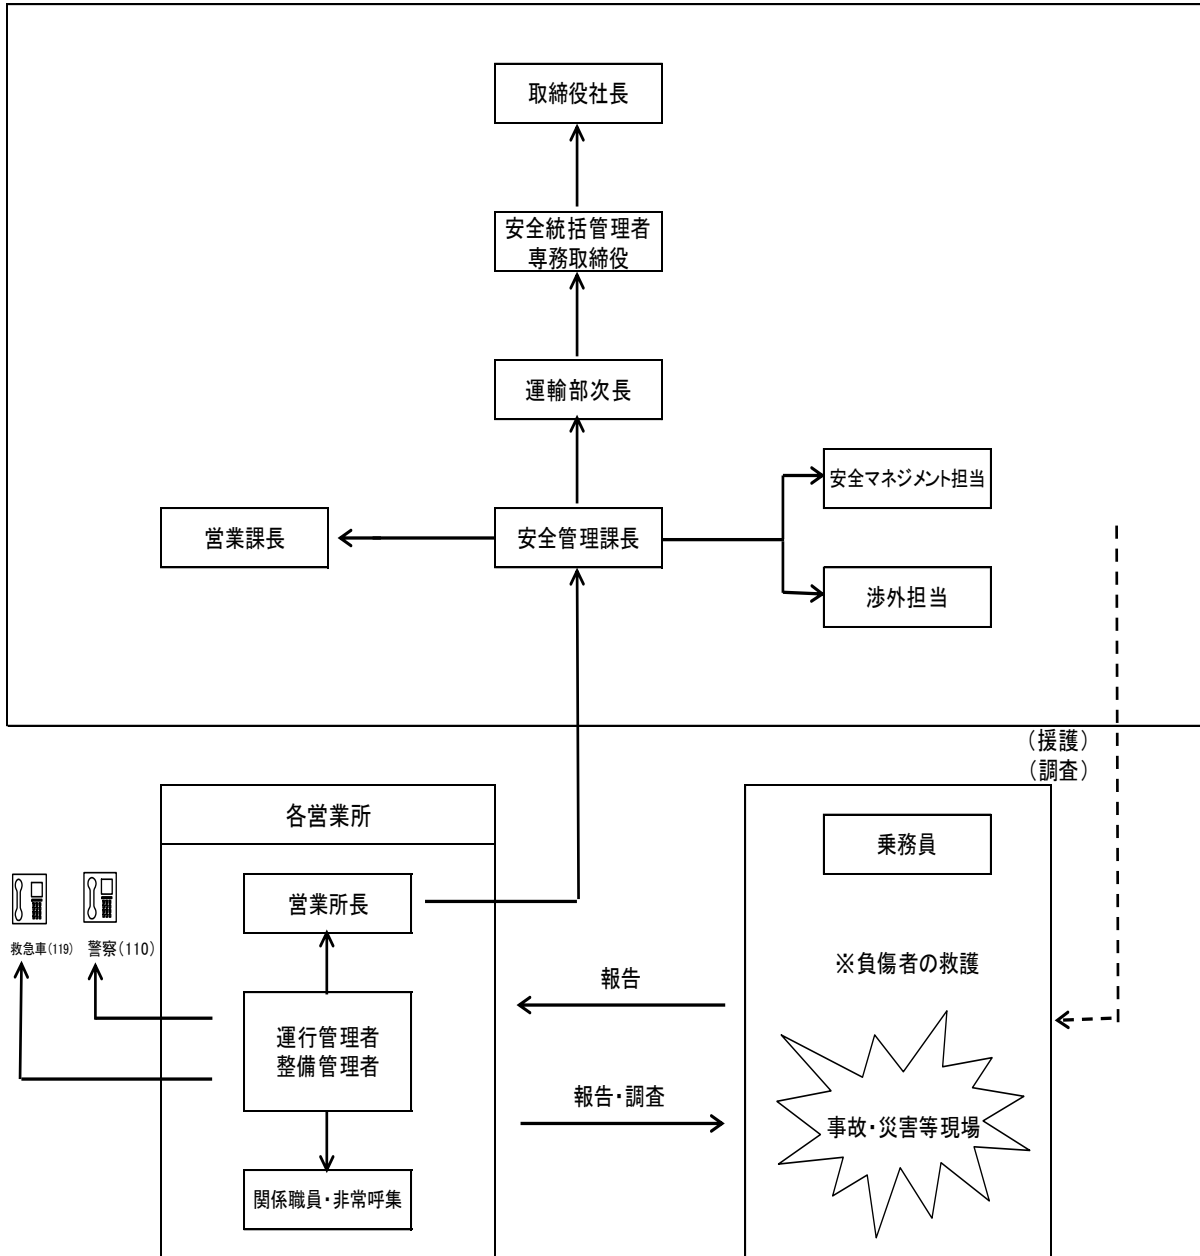 取締役社長
安全統括管理者
専務取締役
運輸部次長
安全マネジメント担当
営業課長
安全管理課長
渉外担当
（援護）
（調査）
各営業所
乗務員
営業所長
救急車(119)
警察(110)
※負傷者の救護
報告
運行管理者
整備管理者
報告・調査
事故・災害等現場
関係職員・非常呼集